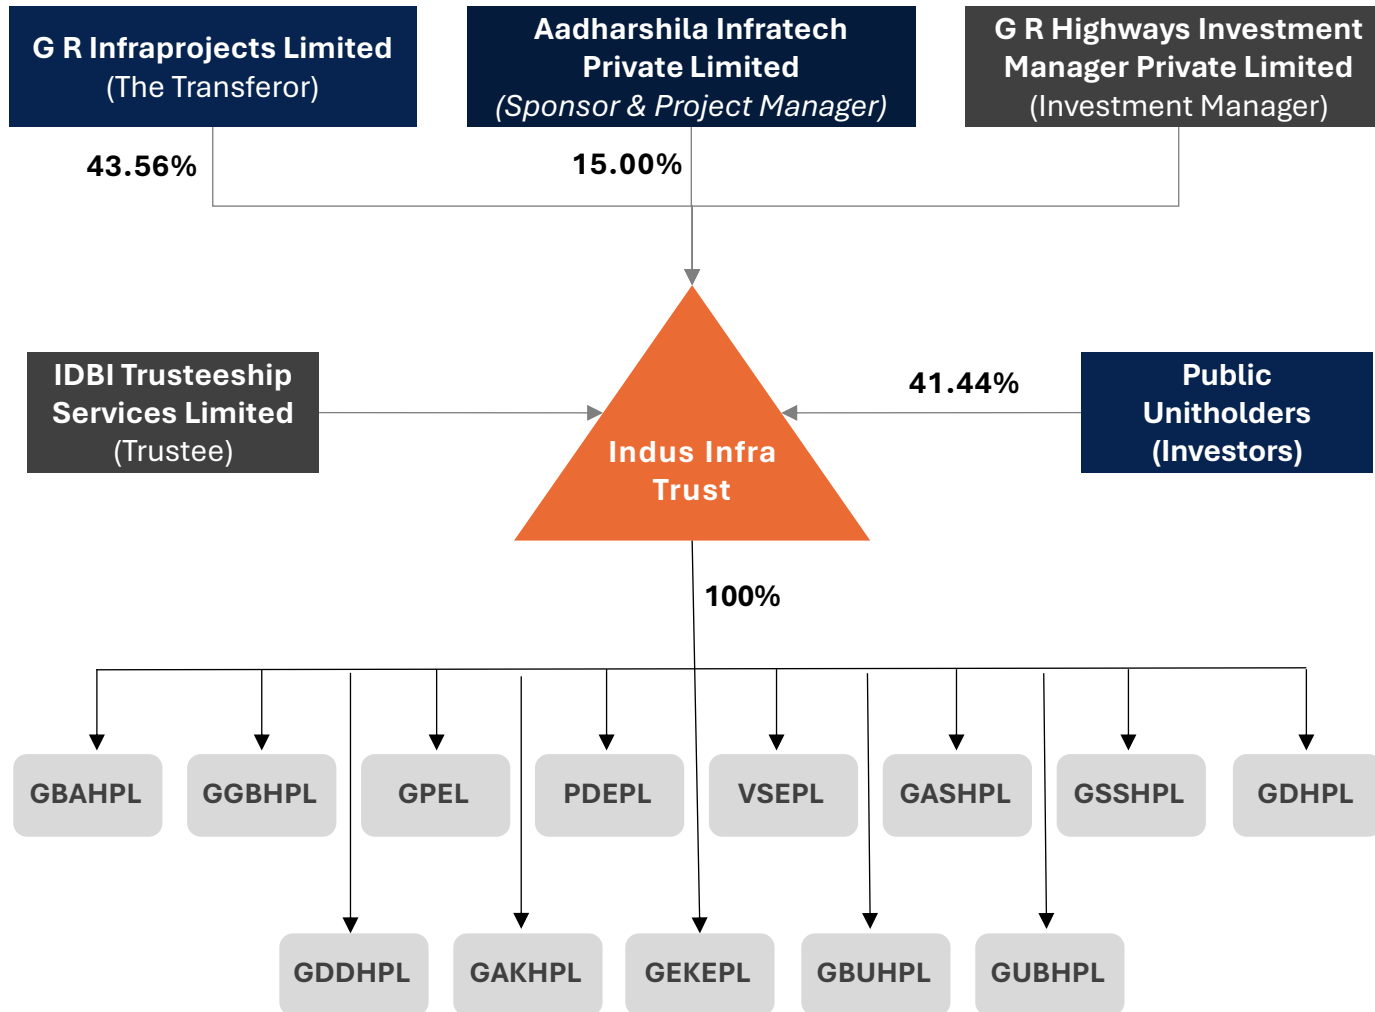 G R Infraprojects Limited
(The Transferor)
Aadharshila Infratech
Private Limited
(Sponsor & Project Manager)
G R Highways Investment
Manager Private Limited
(Investment Manager)
43.56%
15.00%
IDBI Trusteeship
Services Limited
(Trustee)
Indus Infra
Trust
41.44%
Public
Unitholders
(Investors)
100%
GBAHPL
GGBHPL
GPEL
PDEPL
VSEPL
GASHPL
GSSHPL
GDHPL
GDDHPL
GAKHPL
GEKEPL
GBUHPL
GUBHPL